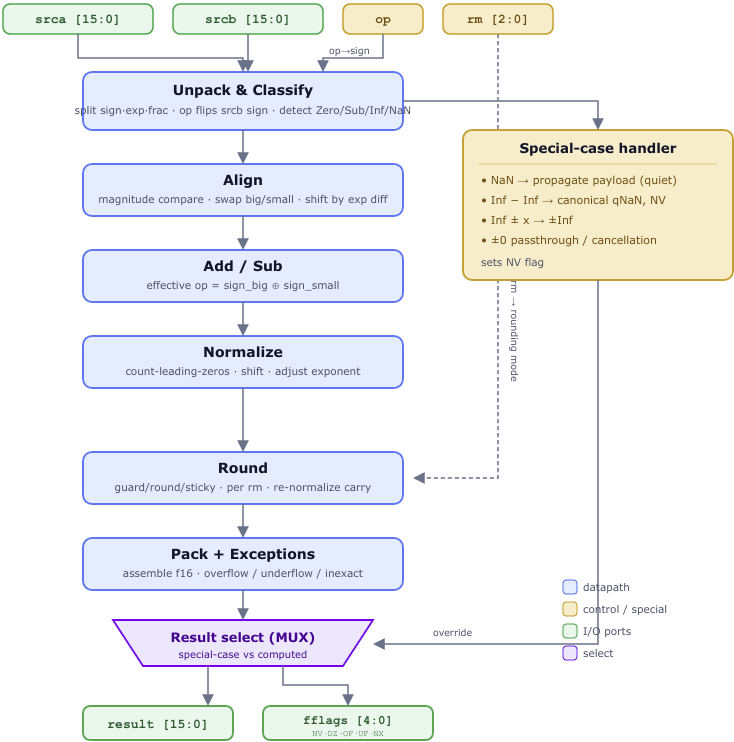 srca [15:0]
srcb [15:0]
op
rm [2:0]
op→sign
Unpack & Classify
split sign·exp·frac · op flips srcb sign · detect Zero/Sub/Inf/NaN
Special-case handler
• NaN → propagate payload (quiet)
• Inf − Inf → canonical qNaN, NV
• Inf ± x → ±Inf
• ±0 passthrough / cancellation
sets NV flag
Align
magnitude compare · swap big/small · shift by exp diff
Add / Sub
effective op = sign_big ⊕ sign_small
rm → rounding mode
Normalize
count-leading-zeros · shift · adjust exponent
Round
guard/round/sticky · per rm · re-normalize carry
Pack + Exceptions
assemble f16 · overflow / underflow / inexact
datapath
control / special
I/O ports
select
Result select (MUX)
special-case vs computed
override
result [15:0]
fflags [4:0]
NV·DZ·OF·UF·NX